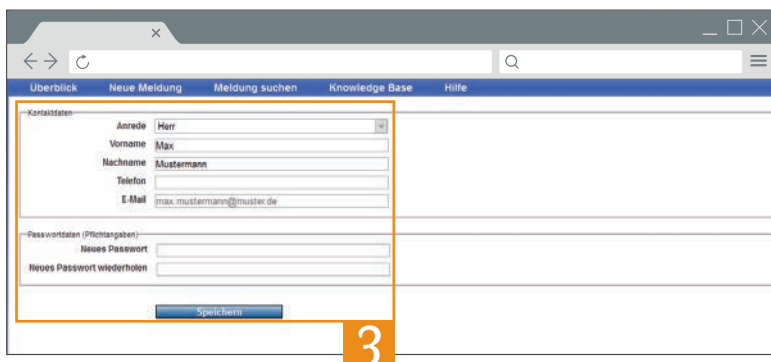 Überblick Neue Meldung Meldung suchen Knowledge Base Hilfe
Kontaktdaten
Anrede Herr
Vorname Max
Nachname Mustermann
Telefon
E-Mail max.mustermann@muster.de
Passwortdaten (Pflichtangaben)
Neues Passwort
Neues Passwort wiederholen
Speichern
3